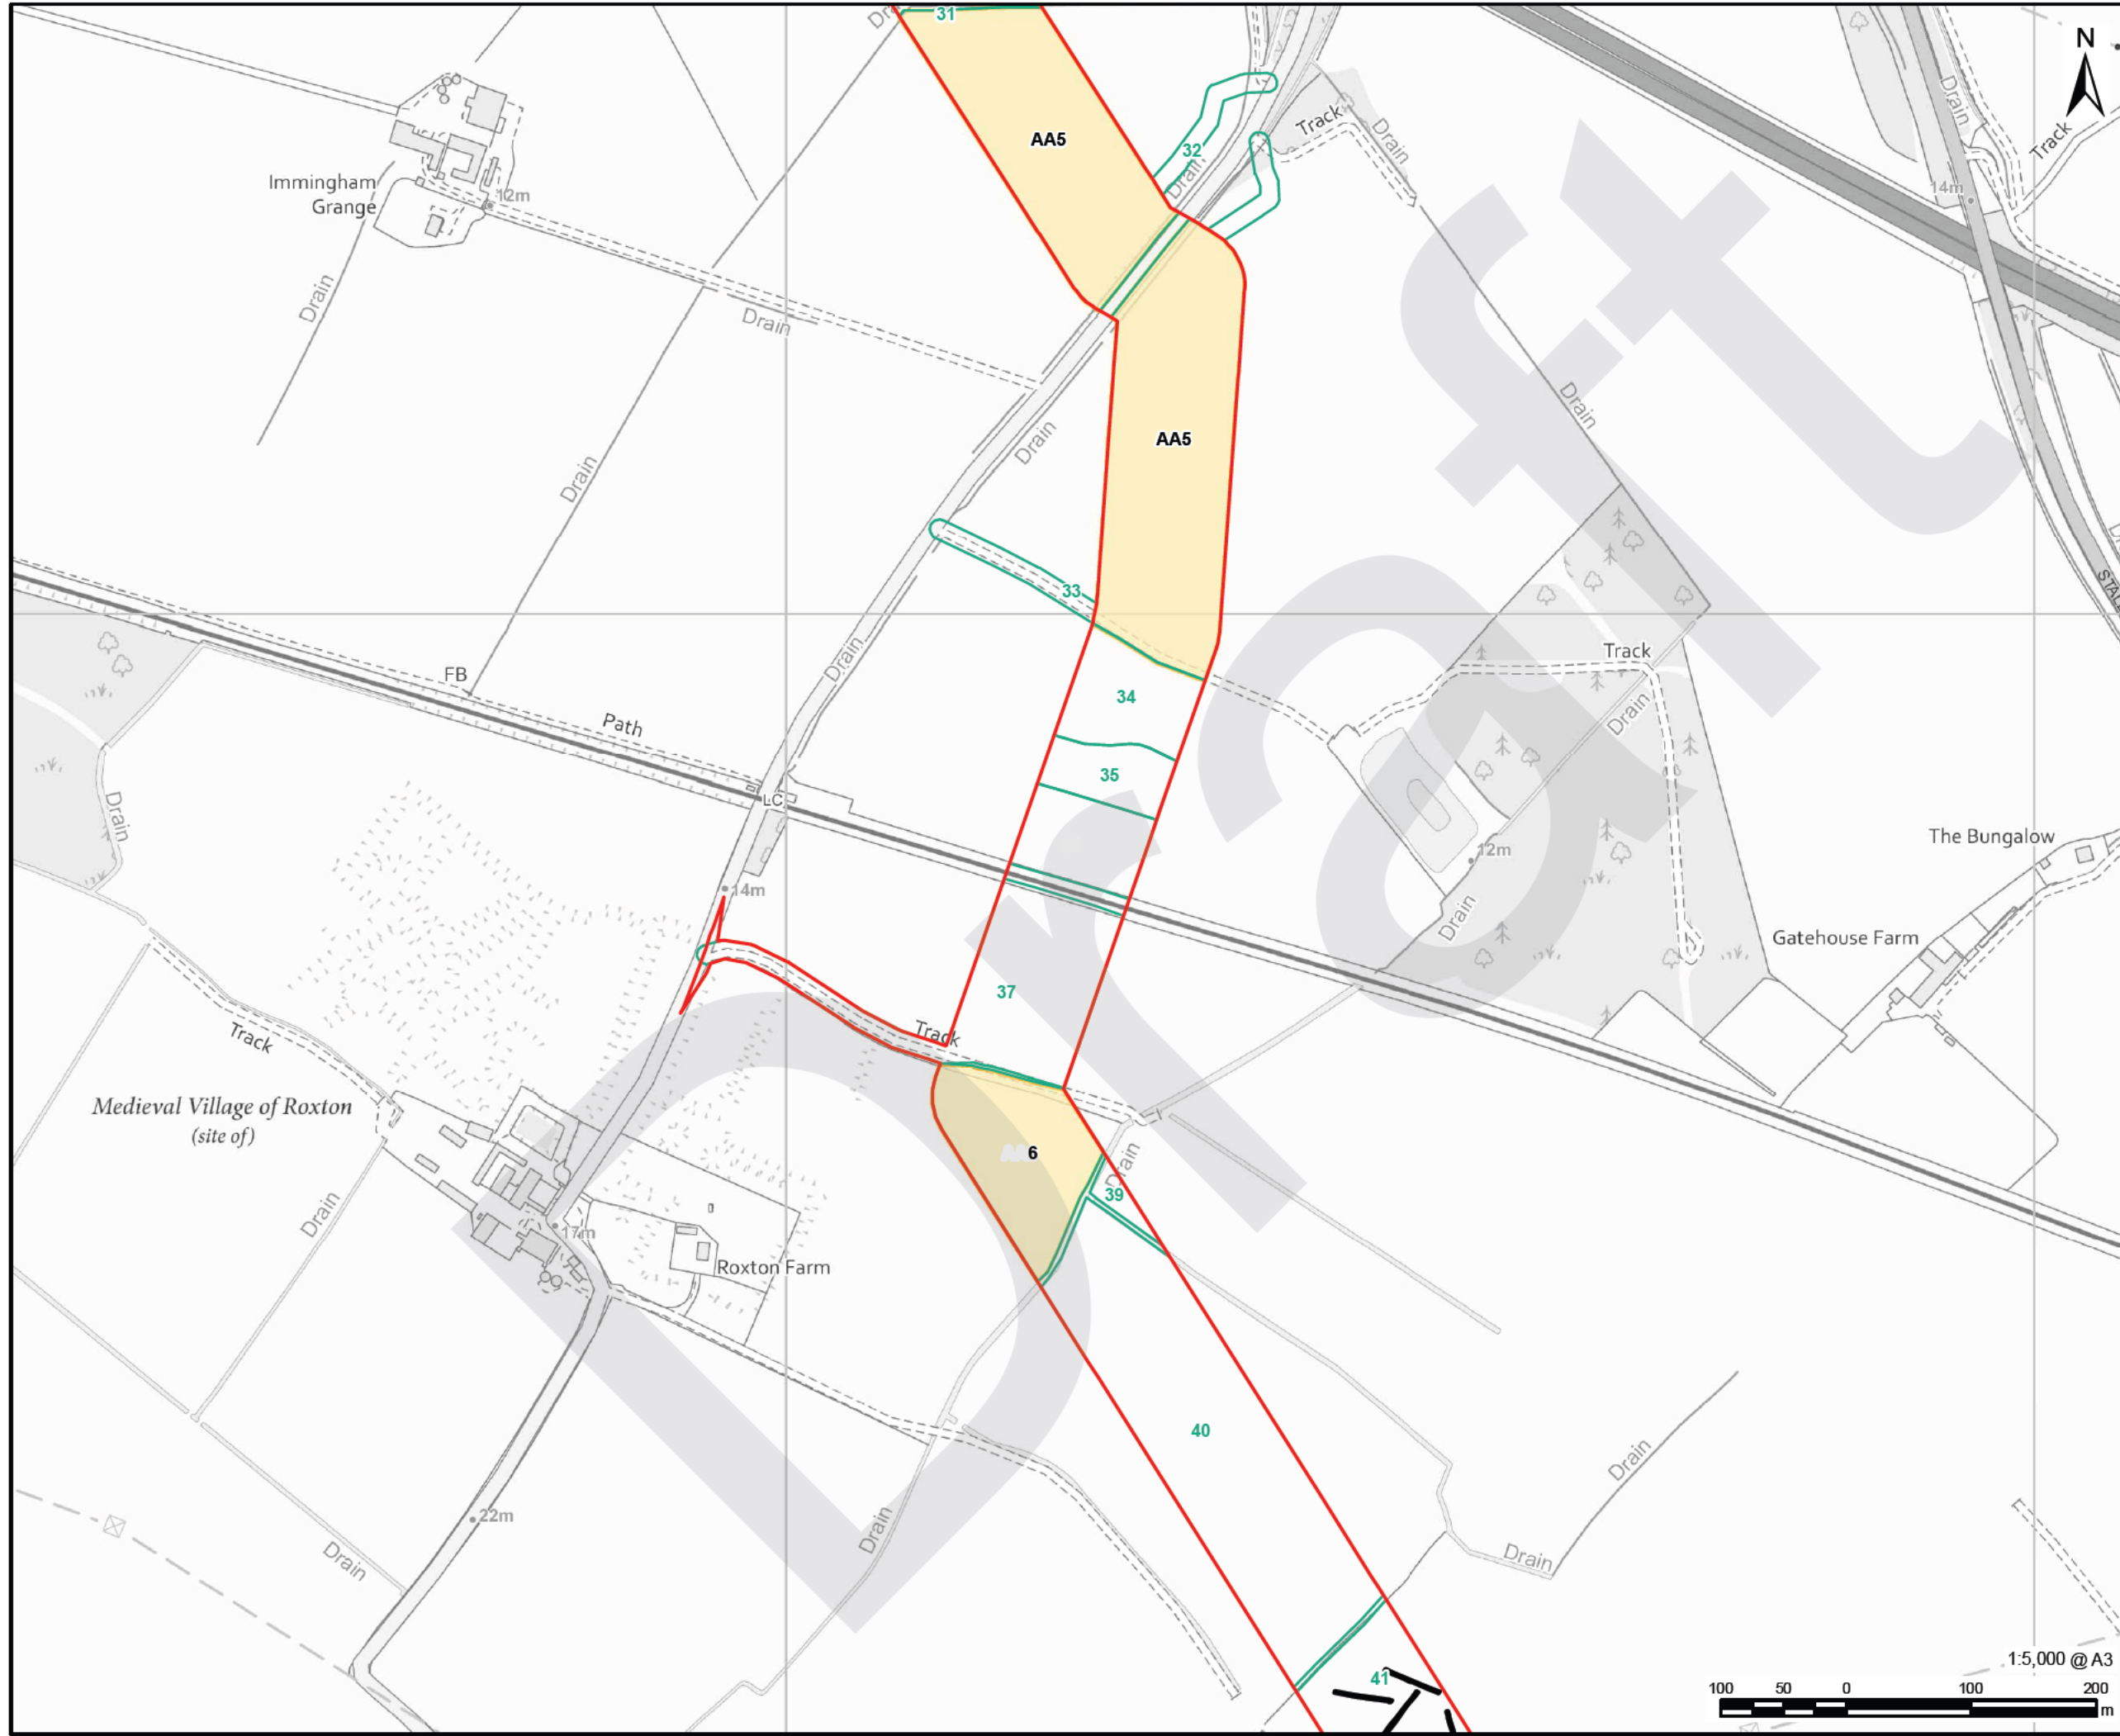 Dra
31
N
AA5
32
Drain
Track
Drain
Drain
Track
Immingham
Grange
12m
14m
Drain
Drain
Drain
AA5
Drain
Drain
Drain
33
STAL
Drain
Track
FB
34
Path
Drain
35
LC
Drain
12m
The Bungalow
14m
Drain
Gatehouse Farm
37
Track
Track
Medieval Village of Roxton
(site of)
6
Drain
39
Drain
17m
Roxton Farm
40
Drain
22m
Drain
Drain
Drain
41
1:5,000 @ A3
100 50 0 100 200
m
Draft